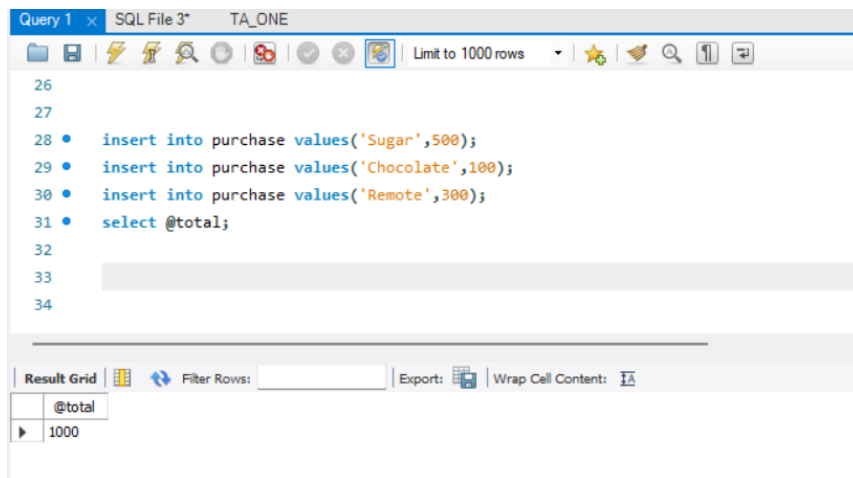 Query 1 × SQL File 3* TA_ONE
Limit to 1000 rows
26
27
28 insert into purchase values('Sugar',500);
29 insert into purchase values('Chocolate',100);
30 insert into purchase values('Remote',300);
31 select @total;
32
33
34
Result Grid Filter Rows: Export: Wrap Cell Content: IA
@total
1000